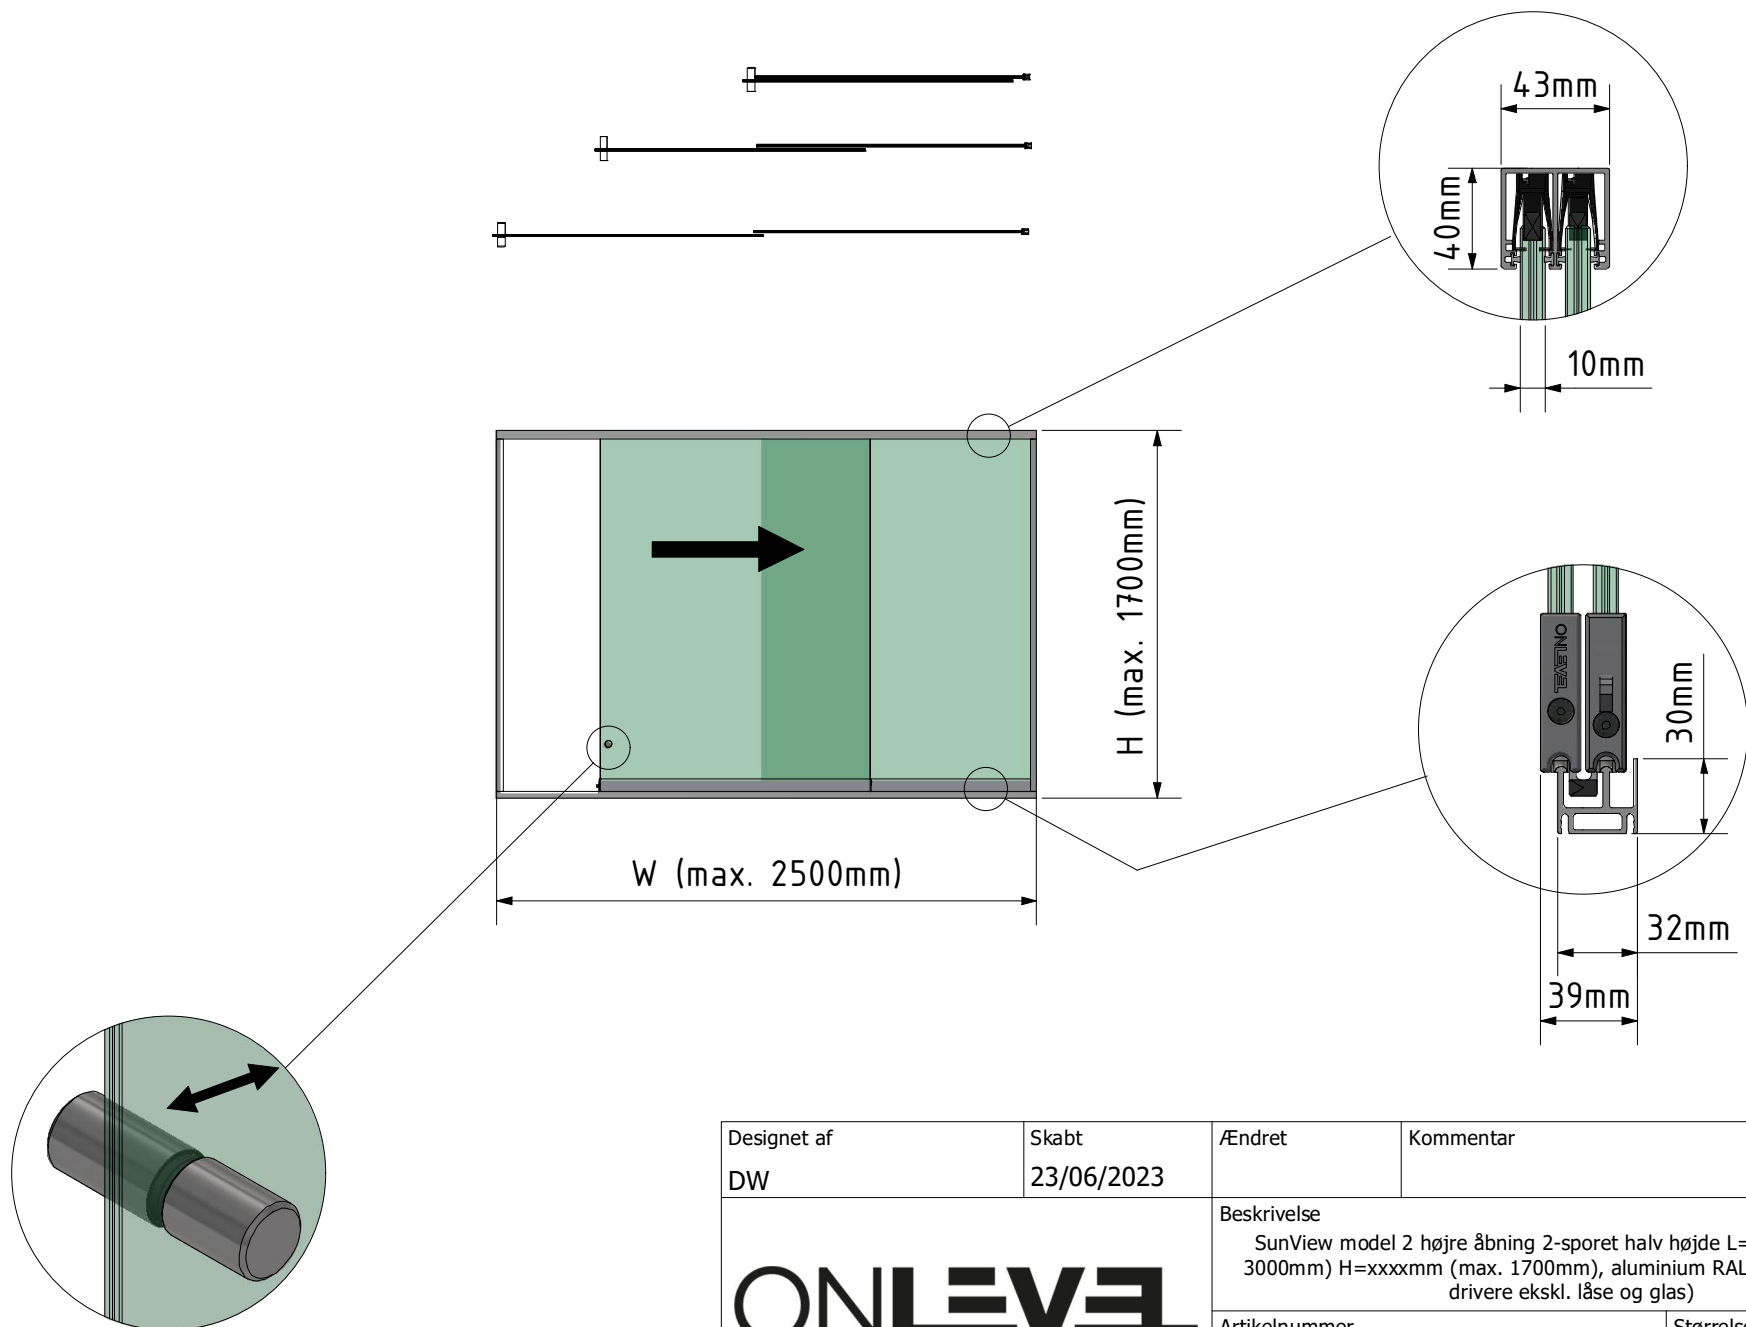 43mm
40mm
10mm
H (max. 1700mm)
W (max. 2500mm)
ONLEVEL
30mm
32mm
39mm
Designet af
DW
Skabt
23/06/2023
Ændret
Kommentar
Beskrivelse
SunView model 2 højre åbning 2-sporet halv højde L=
3000mm) H=xxxxmm (max. 1700mm), aluminium RAL
drivere ekskl. låse og glas)
ONLEVEL
Artikelnummer
Størrelse